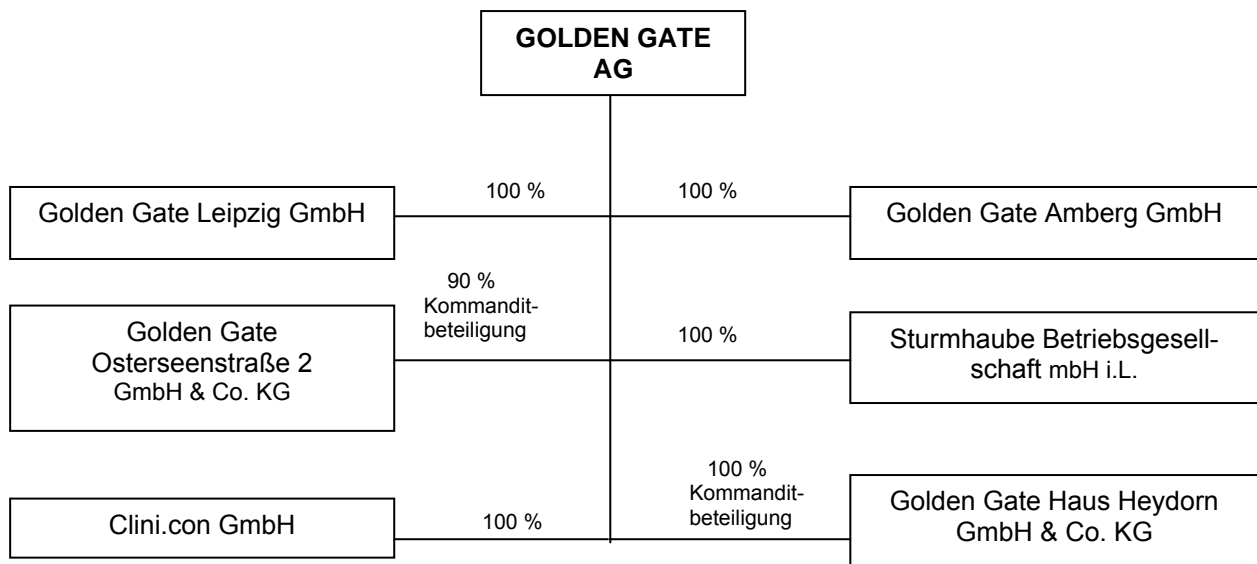 GOLDEN GATE
AG
100 %
100 %
Golden Gate Leipzig GmbH
Golden Gate Amberg GmbH
90 %
Kommandit-
beteiligung
Golden Gate
Osterseenstraße 2
GmbH & Co. KG
100 %
Sturmhaube Betriebsgesell-
schaft mbH i.L.
100 %
Kommandit-
beteiligung
Clini.con GmbH
100 %
Golden Gate Haus Heydorn
GmbH & Co. KG